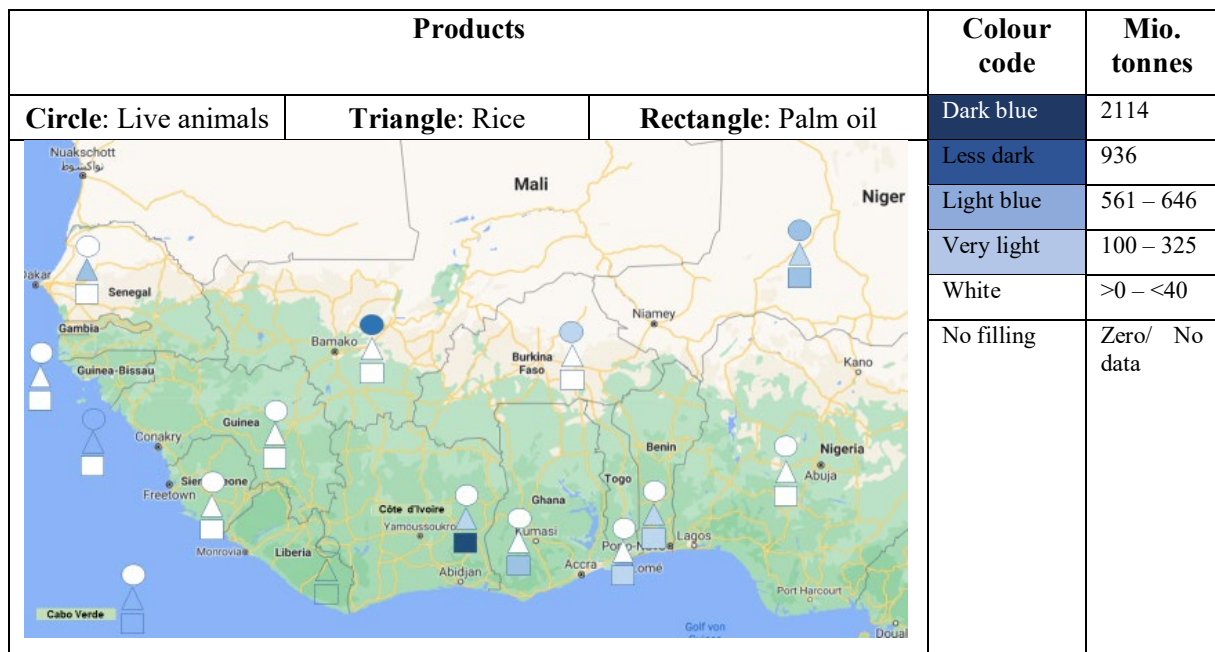 Products
Colour code
Mio. tonnes
Circle: Live animals
Triangle: Rice
Rectangle: Palm oil
Dark blue
2114
Less dark
936
Light blue
561 – 646
Very light
100 – 325
White
>0 – <40
No filling
Zero/ No data
Nuakschott
نواكشوط
Mali
Niger
Dakar
Senegal
Niamey
Gambia
Bamako
Burkina Faso
Kano
Guinea-Bissau
Guinea
Benin
Nigeria
Conakry
Abuja
Togo
Freetown
Ghana
Côte d'Ivoire
Yamoussoukro
Kumasi
Lagos
Monrovia
Liberia
Accra
Lomé
Abidjan
Port Harcourt
Cabo Verde
Golf von